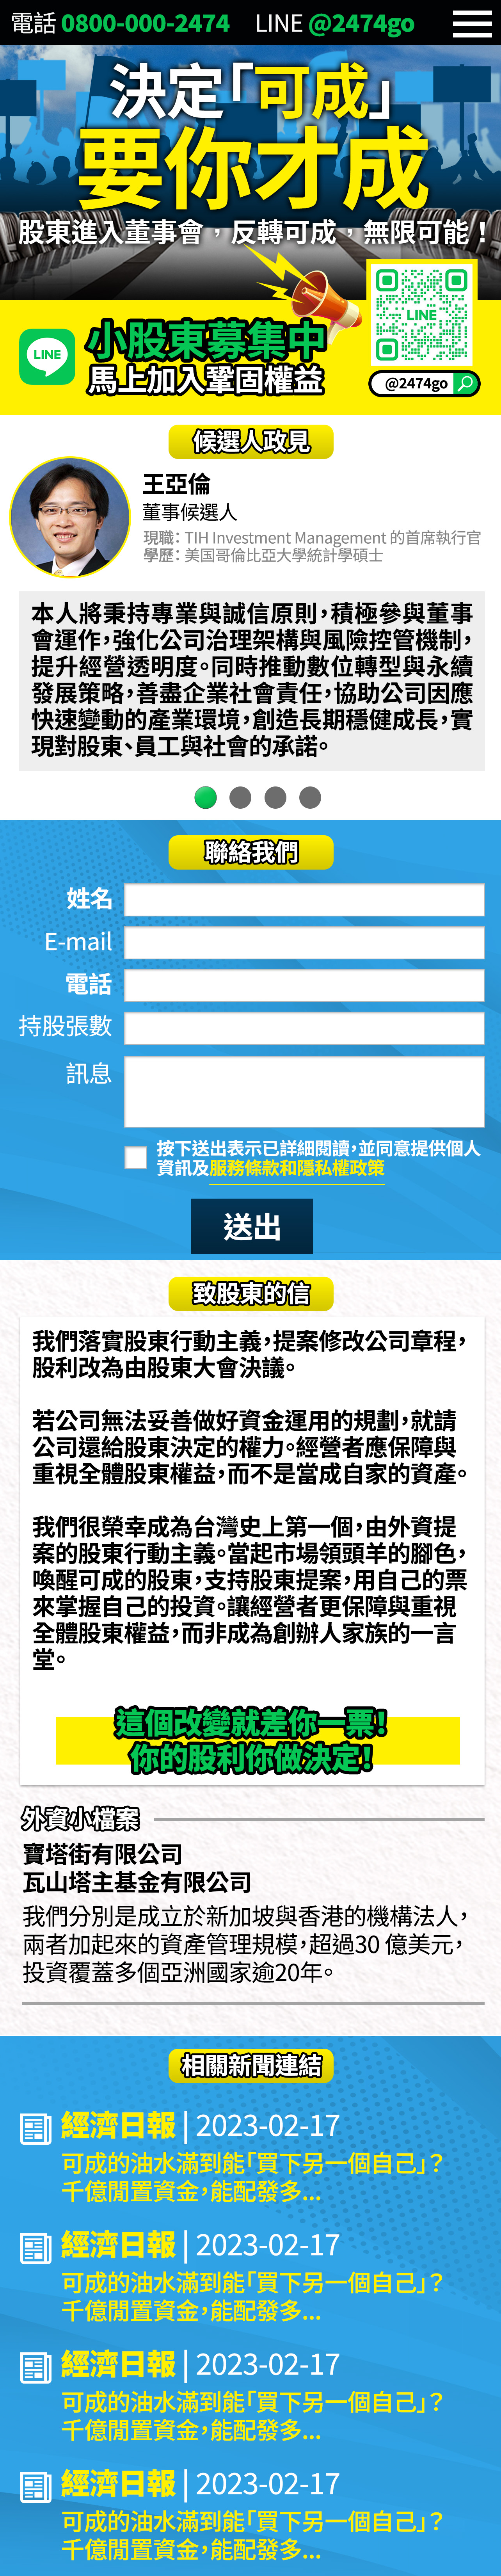 電話 0800-000-2474 LINE @2474go
決定「可成」
要你才成
股東進入董事會，反轉可成，無限可能！
LINE
小股東募集中
馬上加入鞏固權益
LINE
@2474go
候選人政見
王亞倫
董事候選人
現職：TIH Investment Management 的首席執行官
學歷：美国哥倫比亞大學統計學碩士
本人將秉持專業與誠信原則，積極參與董事
會運作，強化公司治理架構與風險控管機制，
提升經營透明度。同時推動數位轉型與永續
發展策略，善盡企業社會責任，協助公司因應
快速變動的產業環境，創造長期穩健成長，實
現對股東、員工與社會的承諾。
聯絡我們
姓名
E-mail
電話
持股張數
訊息
按下送出表示已詳細閱讀，並同意提供個人
資訊及服務條款和隱私權政策
送出
致股東的信
我們落實股東行動主義，提案修改公司章程，
股利改為由股東大會決議。
若公司無法妥善做好資金運用的規劃，就請
公司還給股東決定的權力。經營者應保障與
重視全體股東權益，而不是當成自家的資產。
我們很榮幸成為台灣史上第一個，由外資提
案的股東行動主義。當起市場領頭羊的腳色，
喚醒可成的股東，支持股東提案，用自己的票
來掌握自己的投資。讓經營者更保障與重視
全體股東權益，而非成為創辦人家族的一言
堂。
這個改變就差你一票！
你的股利你做決定！
外資小檔案
寶塔街有限公司
瓦山塔主基金有限公司
我們分別是成立於新加坡與香港的機構法人，
兩者加起來的資產管理規模，超過30 億美元，
投資覆蓋多個亞洲國家逾20年。
相關新聞連結
經濟日報 | 2023-02-17
可成的油水滿到能「買下另一個自己」？
千億閒置資金，能配發多...
經濟日報 | 2023-02-17
可成的油水滿到能「買下另一個自己」？
千億閒置資金，能配發多...
經濟日報 | 2023-02-17
可成的油水滿到能「買下另一個自己」？
千億閒置資金，能配發多...
經濟日報 | 2023-02-17
可成的油水滿到能「買下另一個自己」？
千億閒置資金，能配發多...